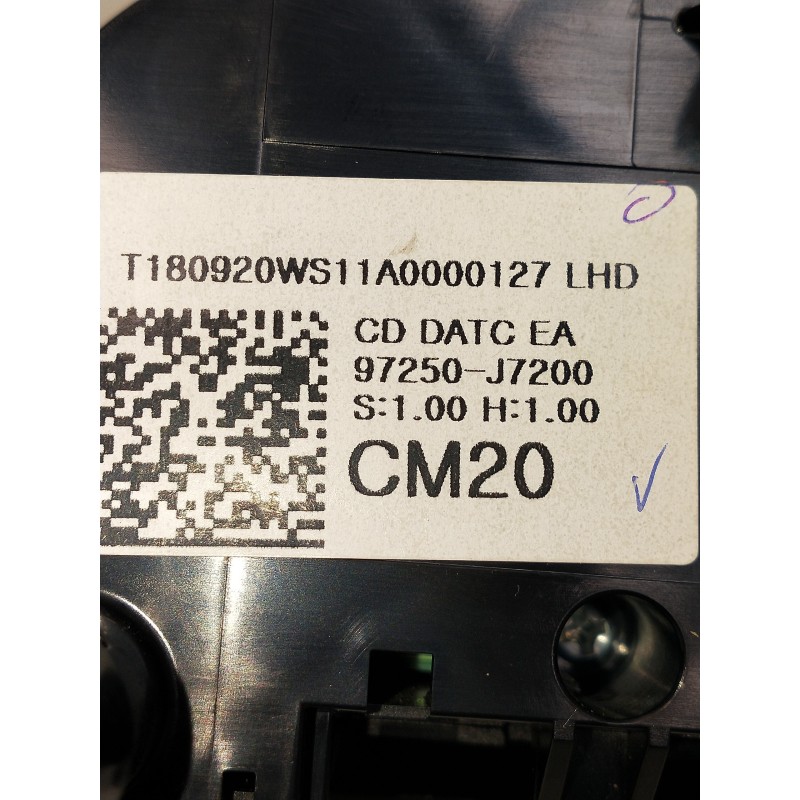 T180920WS11A0000127 LHD
CD DATC EA
97250-J7200
S:1.00 H:1.00
CM20